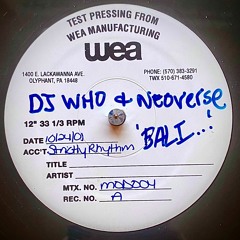 TEST PRESSING FROM
WEA MANUFACTURING
wea
1400 E. LACKAWANNA AVE.
OLYPHANT, PA 18448
PHONE: (570) 383-3291
TWX 510-671-4580
DJ WHO & Neoverse
12" 33 1/3 RPM
'BALI...'
DATE 10/24/01
ACC'T. Strictly Rhythm
TITLE
ARTIST
MTX. NO. MOD004
REC. NO. A